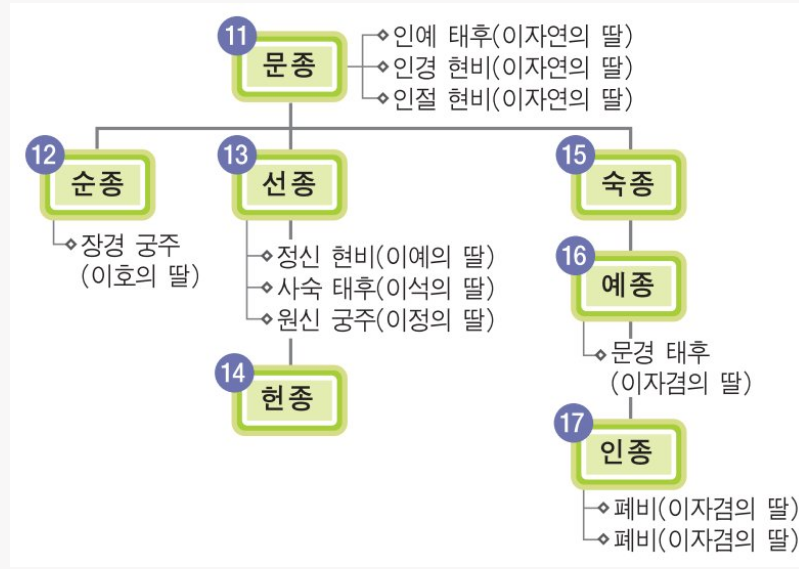 11
문종
인예 태후(이자연의 딸)
인경 현비(이자연의 딸)
인절 현비(이자연의 딸)
12
순종
장경 궁주
(이호의 딸)
13
선종
정신 현비(이예의 딸)
사숙 태후(이석의 딸)
원신 궁주(이정의 딸)
14
헌종
15
숙종
16
예종
문경 태후
(이자겸의 딸)
17
인종
폐비(이자겸의 딸)
폐비(이자겸의 딸)